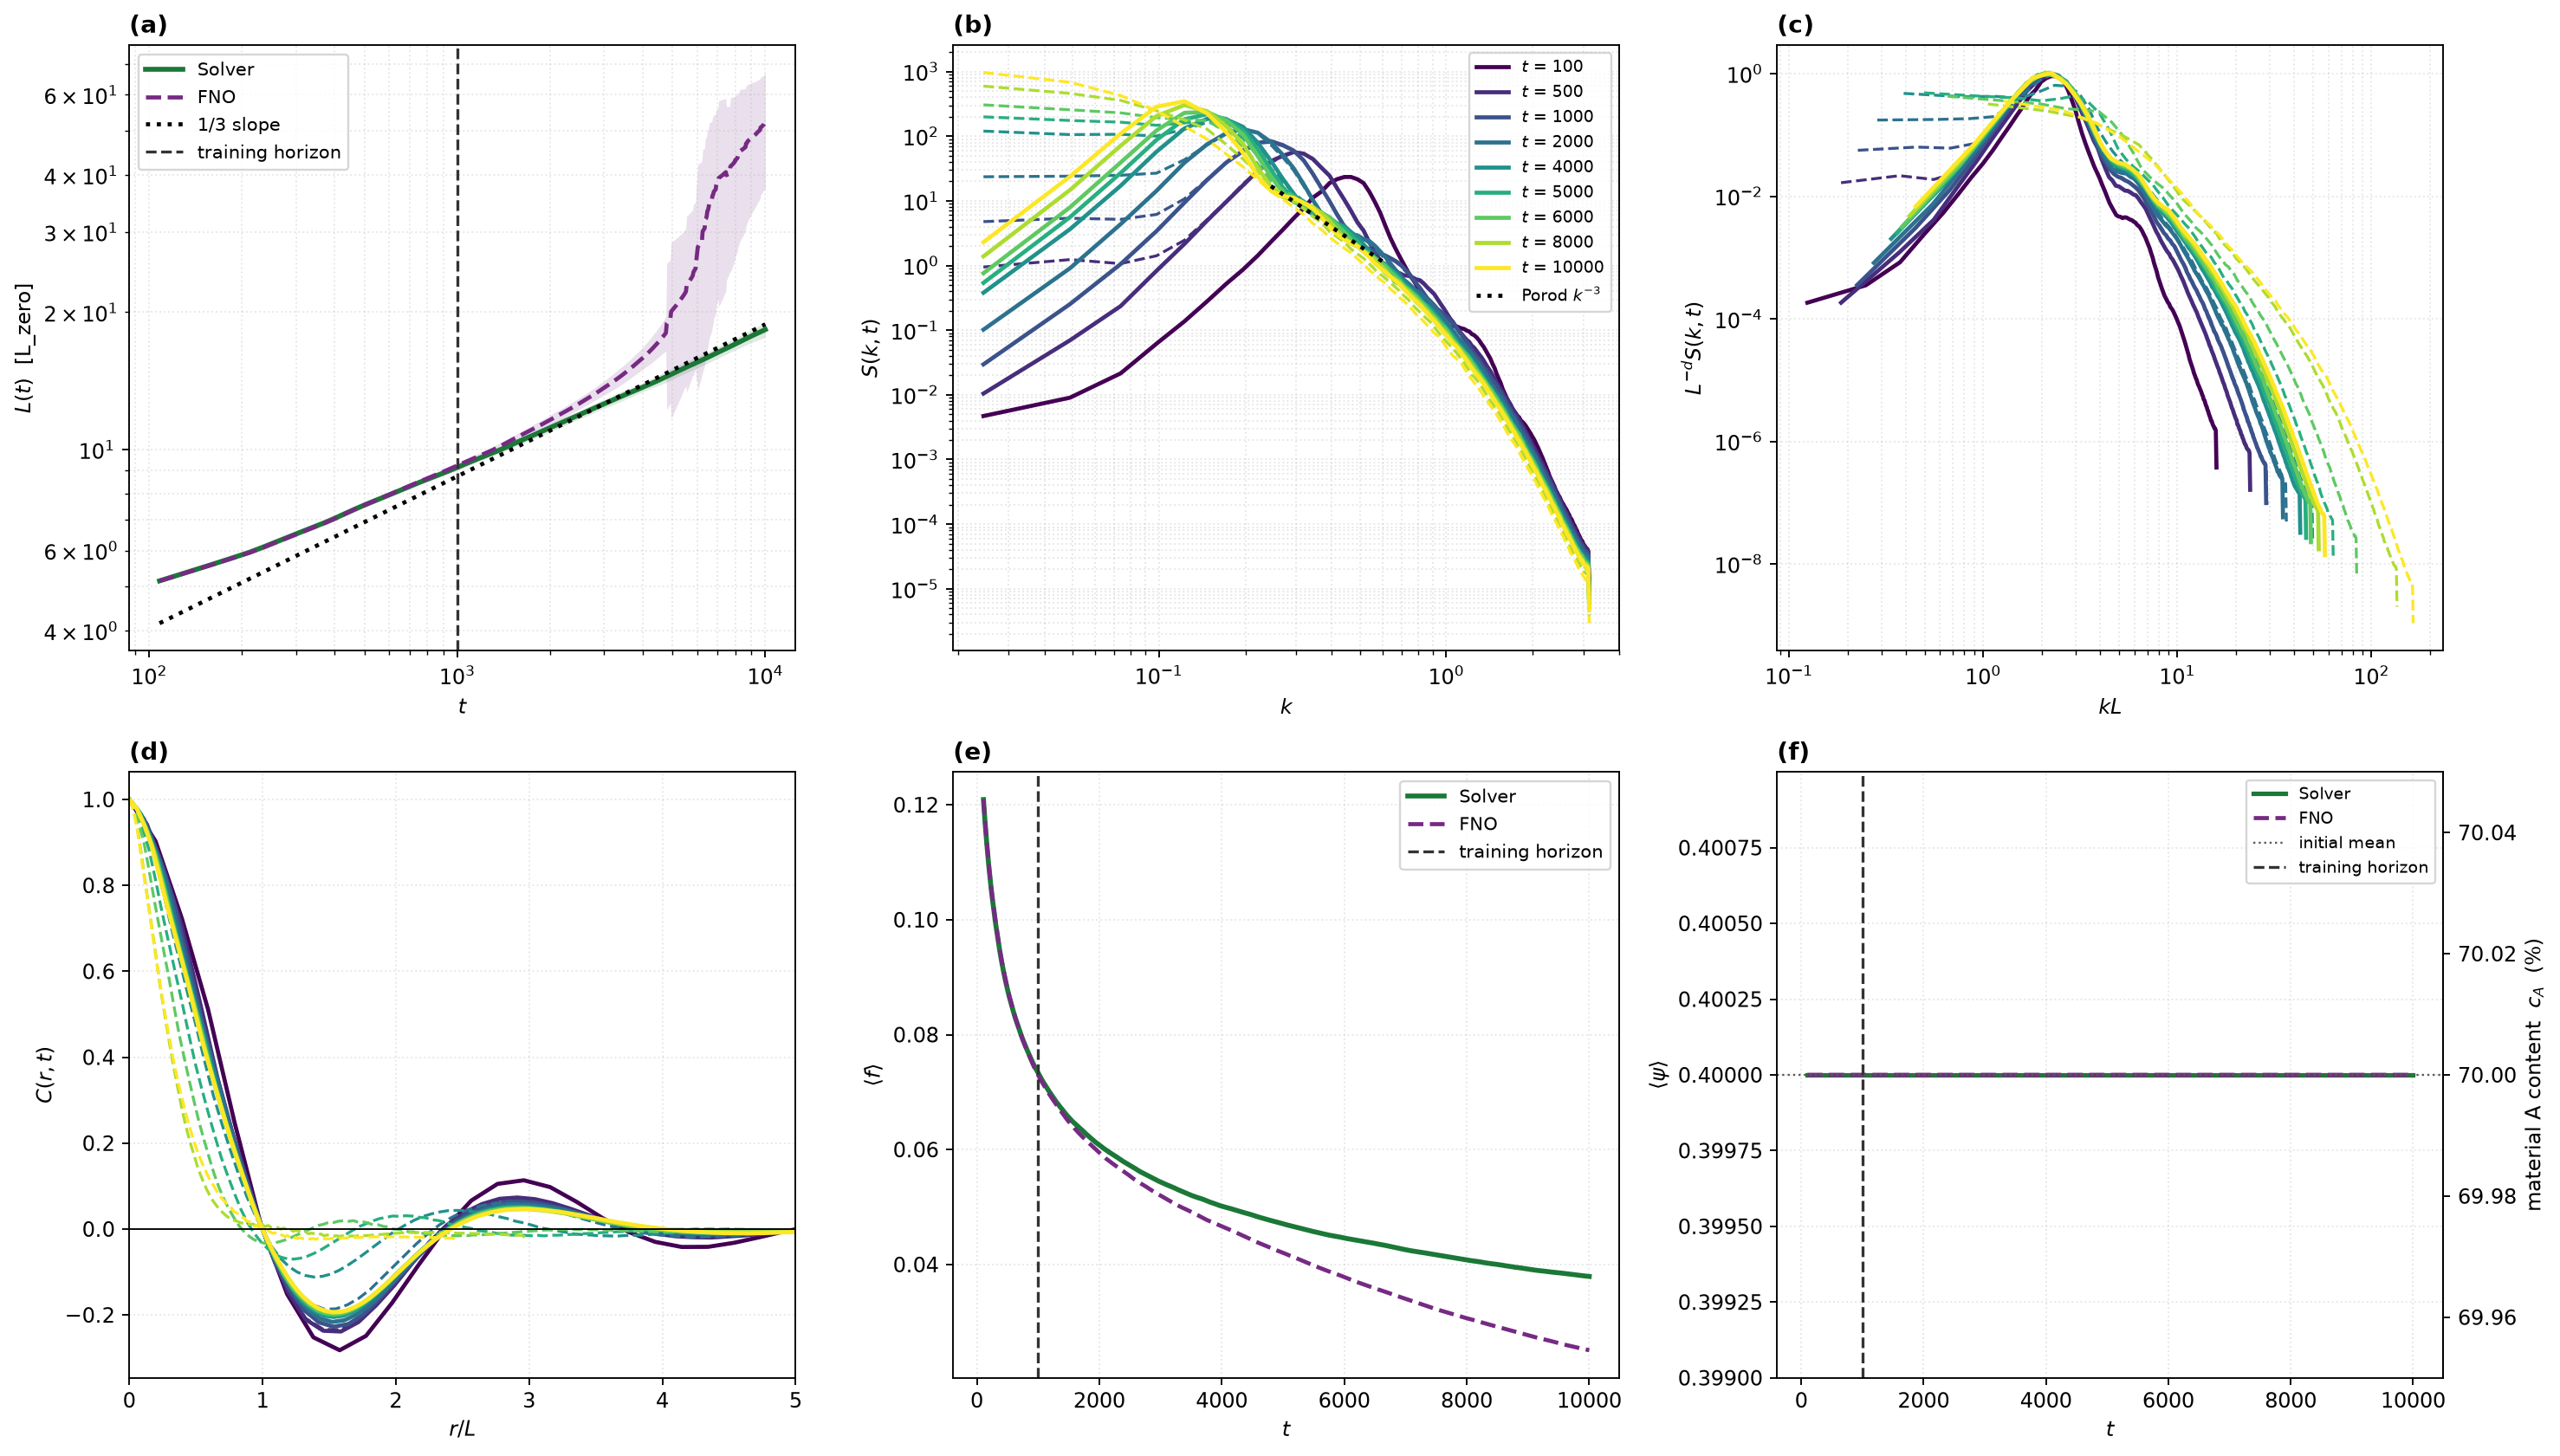 (a)
6 × 10¹
4 × 10¹
3 × 10¹
2 × 10¹
10¹
6 × 10⁰
4 × 10⁰
L(t) [L_zero]
Solver
FNO
1/3 slope
training horizon
10² 10³ 10⁴
t
(b)
10³
10²
10¹
10⁰
10⁻¹
10⁻²
10⁻³
10⁻⁴
10⁻⁵
S(k, t)
t = 100
t = 500
t = 1000
t = 2000
t = 4000
t = 5000
t = 6000
t = 8000
t = 10000
Porod k⁻³
10⁻¹ 10⁰
k
(c)
10⁰
10⁻²
10⁻⁴
10⁻⁶
10⁻⁸
L⁻ᵈS(k, t)
10⁻¹ 10⁰ 10¹ 10²
kL
(d)
1.0
0.8
0.6
0.4
0.2
0.0
−0.2
C(r, t)
0 1 2 3 4 5
r/L
(e)
0.12
0.10
0.08
0.06
0.04
⟨f⟩
Solver
FNO
training horizon
0 2000 4000 6000 8000 10000
t
(f)
0.40075
0.40050
0.40025
0.40000
0.39975
0.39950
0.39925
0.39900
⟨ψ⟩
Solver
FNO
initial mean
training horizon
70.04
70.02
70.00
69.98
69.96
material A content c_A (%)
0 2000 4000 6000 8000 10000
t